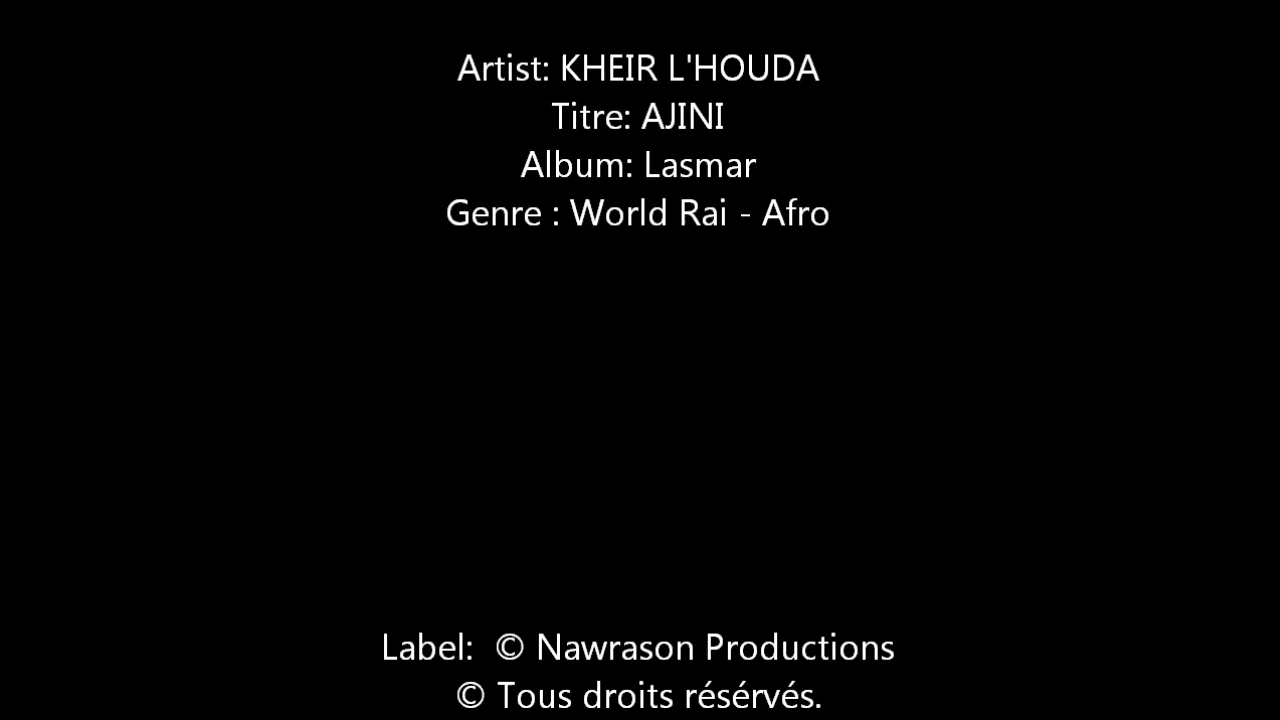 Artist: KHEIR L'HOUDA
Titre: AJINI
Album: Lasmar
Genre : World Rai - Afro
Label:  © Nawrason Productions
© Tous droits résérvés.